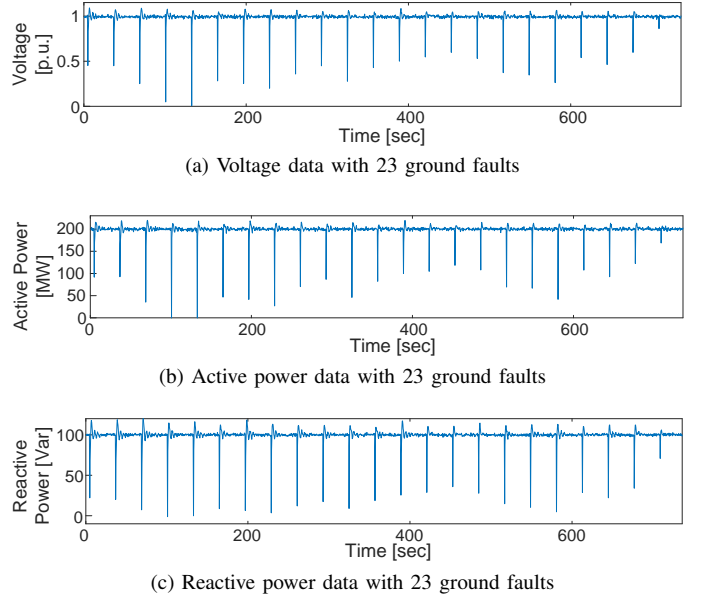 Voltage
[p.u.]
1
0.5
0
0
200
400
600
Time [sec]
(a) Voltage data with 23 ground faults
Active Power
[MW]
200
150
100
50
0
0
200
400
600
Time [sec]
(b) Active power data with 23 ground faults
Reactive
Power [Var]
100
50
0
0
200
400
600
Time [sec]
(c) Reactive power data with 23 ground faults